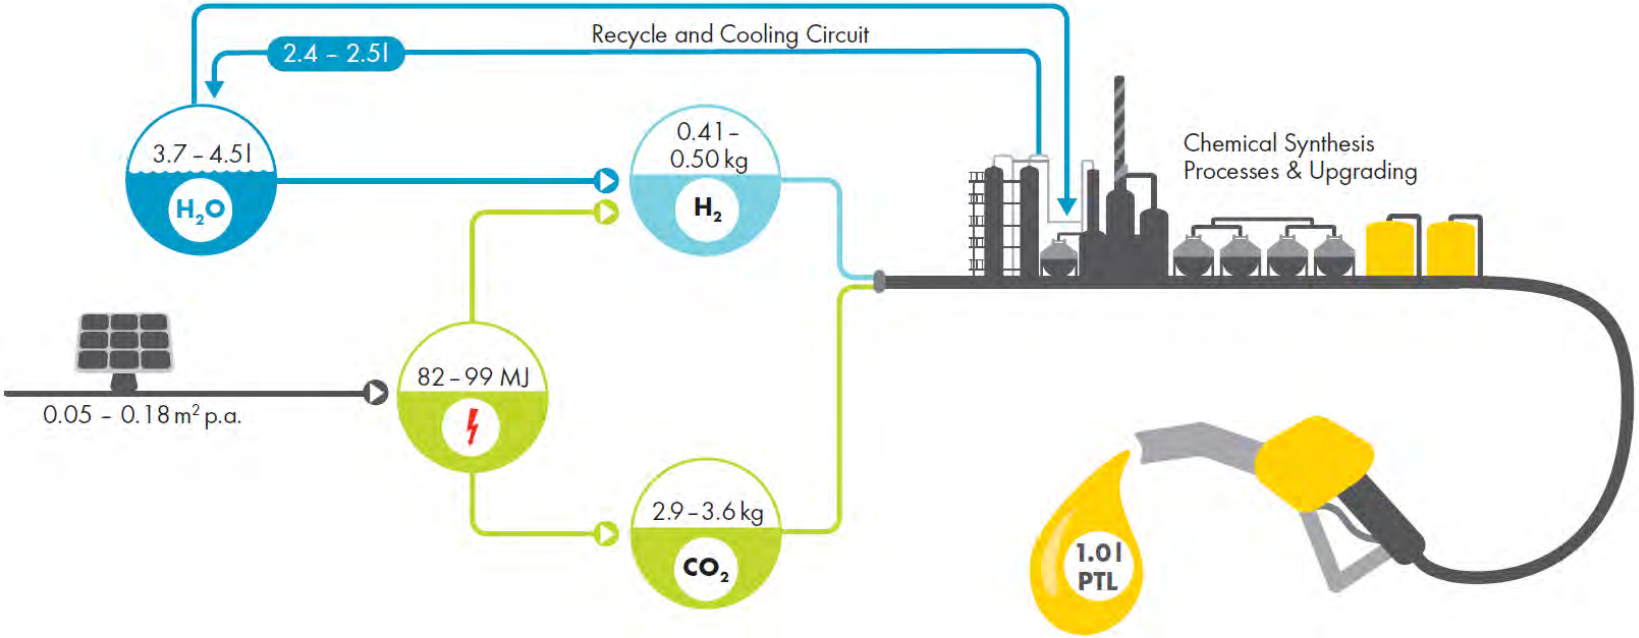 Recycle and Cooling Circuit
2.4 – 2.5 l
3.7 – 4.5 l
H₂O
0.41 –
0.50 kg
H₂
Chemical Synthesis
Processes & Upgrading
0.05 – 0.18 m² p.a.
82 – 99 MJ
2.9 – 3.6 kg
CO₂
1.0 l
PTL